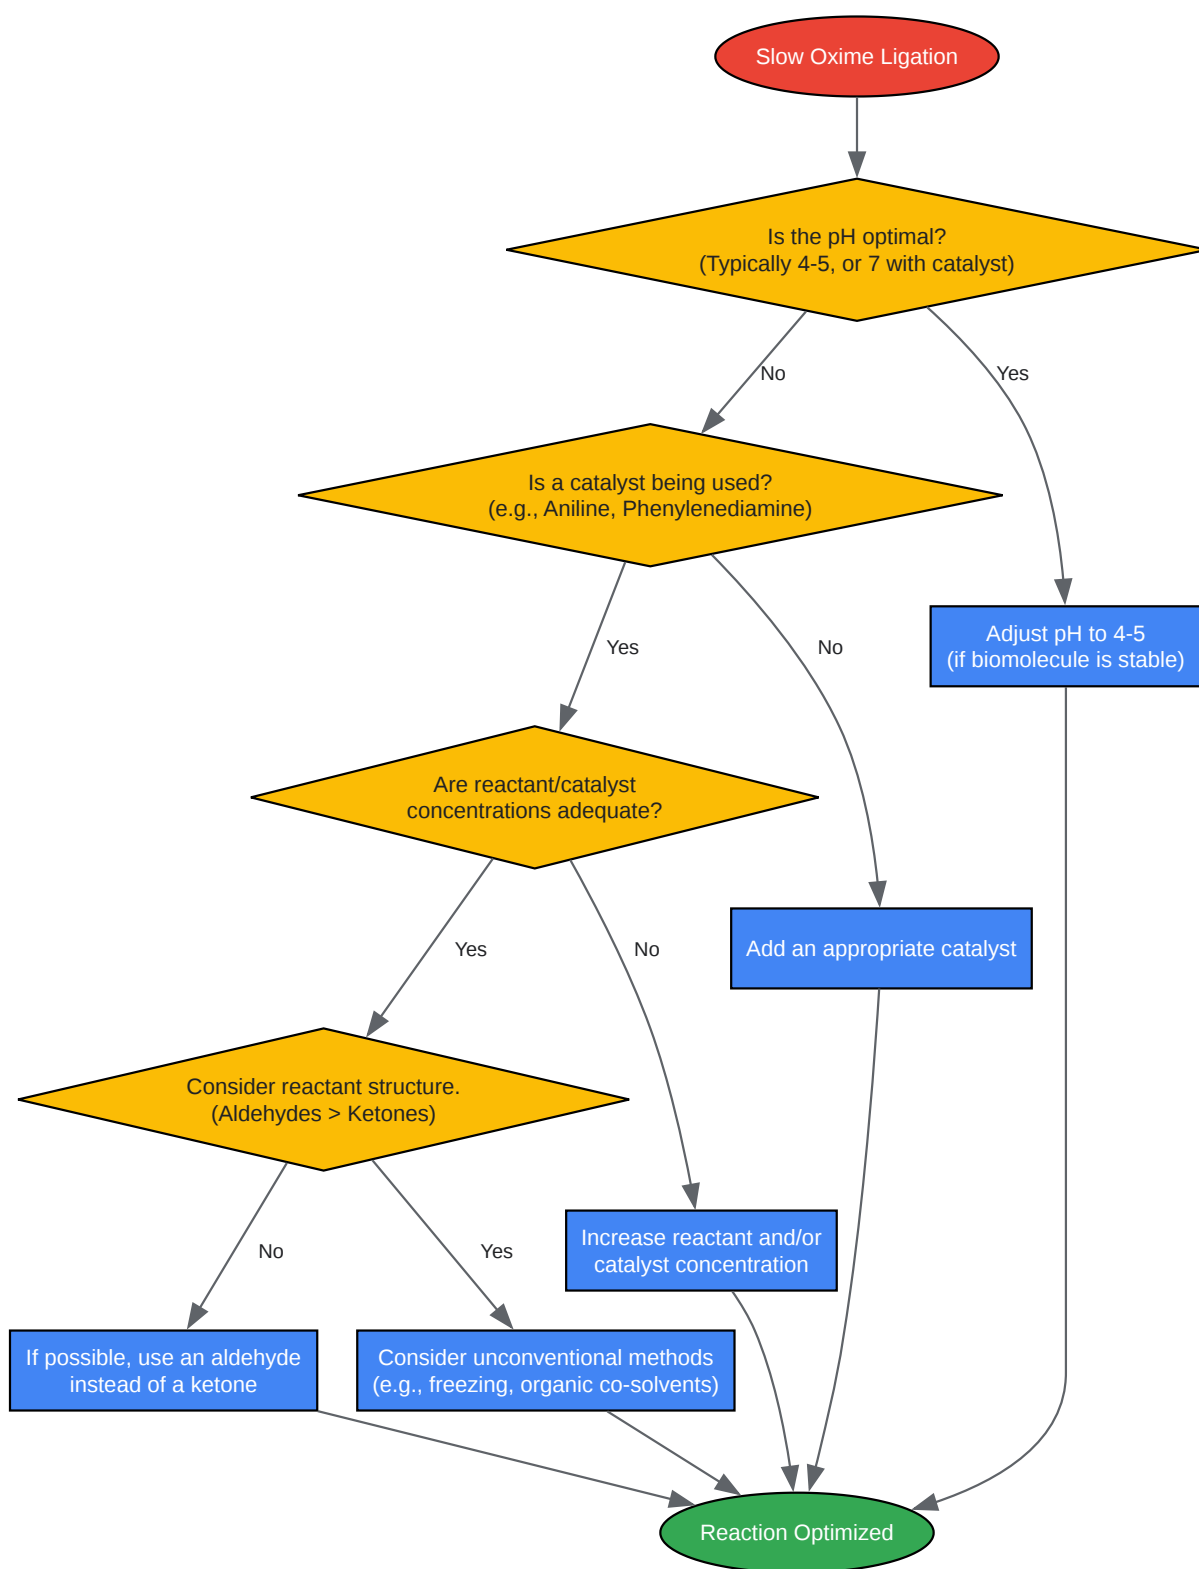 Slow Oxime Ligation
Is the pH optimal?
(Typically 4-5, or 7 with catalyst)
No
Yes
Is a catalyst being used?
(e.g., Aniline, Phenylenediamine)
Yes
No
Adjust pH to 4-5
(if biomolecule is stable)
Are reactant/catalyst
concentrations adequate?
Yes
No
Add an appropriate catalyst
Consider reactant structure.
(Aldehydes > Ketones)
No
Yes
Increase reactant and/or
catalyst concentration
If possible, use an aldehyde
instead of a ketone
Consider unconventional methods
(e.g., freezing, organic co-solvents)
Reaction Optimized